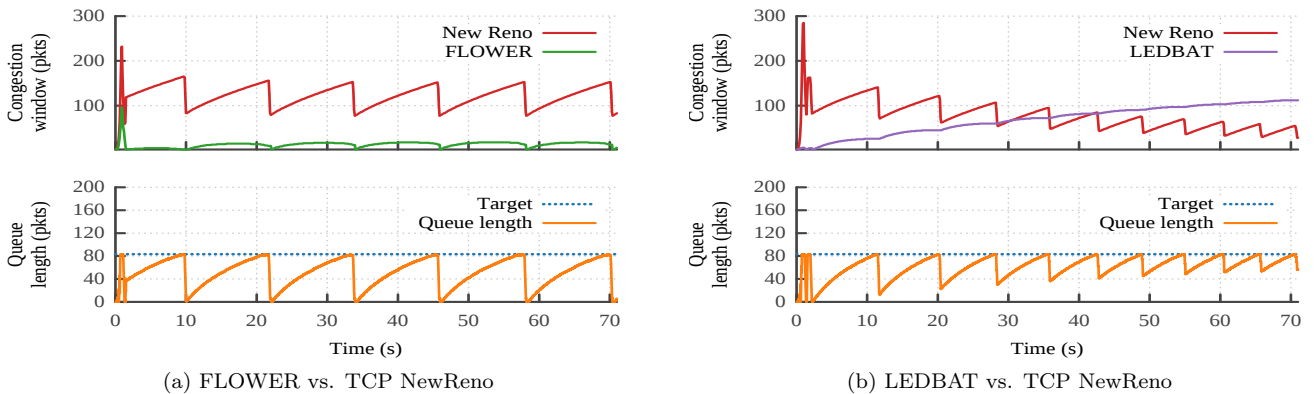 Congestion
window (pkts)
300
200
100
New Reno
FLOWER
Queue
length (pkts)
200
160
120
80
40
0
Target
Queue length
0 10 20 30 40 50 60 70
Time (s)
(a) FLOWER vs. TCP NewReno
Congestion
window (pkts)
300
200
100
New Reno
LEDBAT
Queue
length (pkts)
200
160
120
80
40
0
Target
Queue length
0 10 20 30 40 50 60 70
Time (s)
(b) LEDBAT vs. TCP NewReno